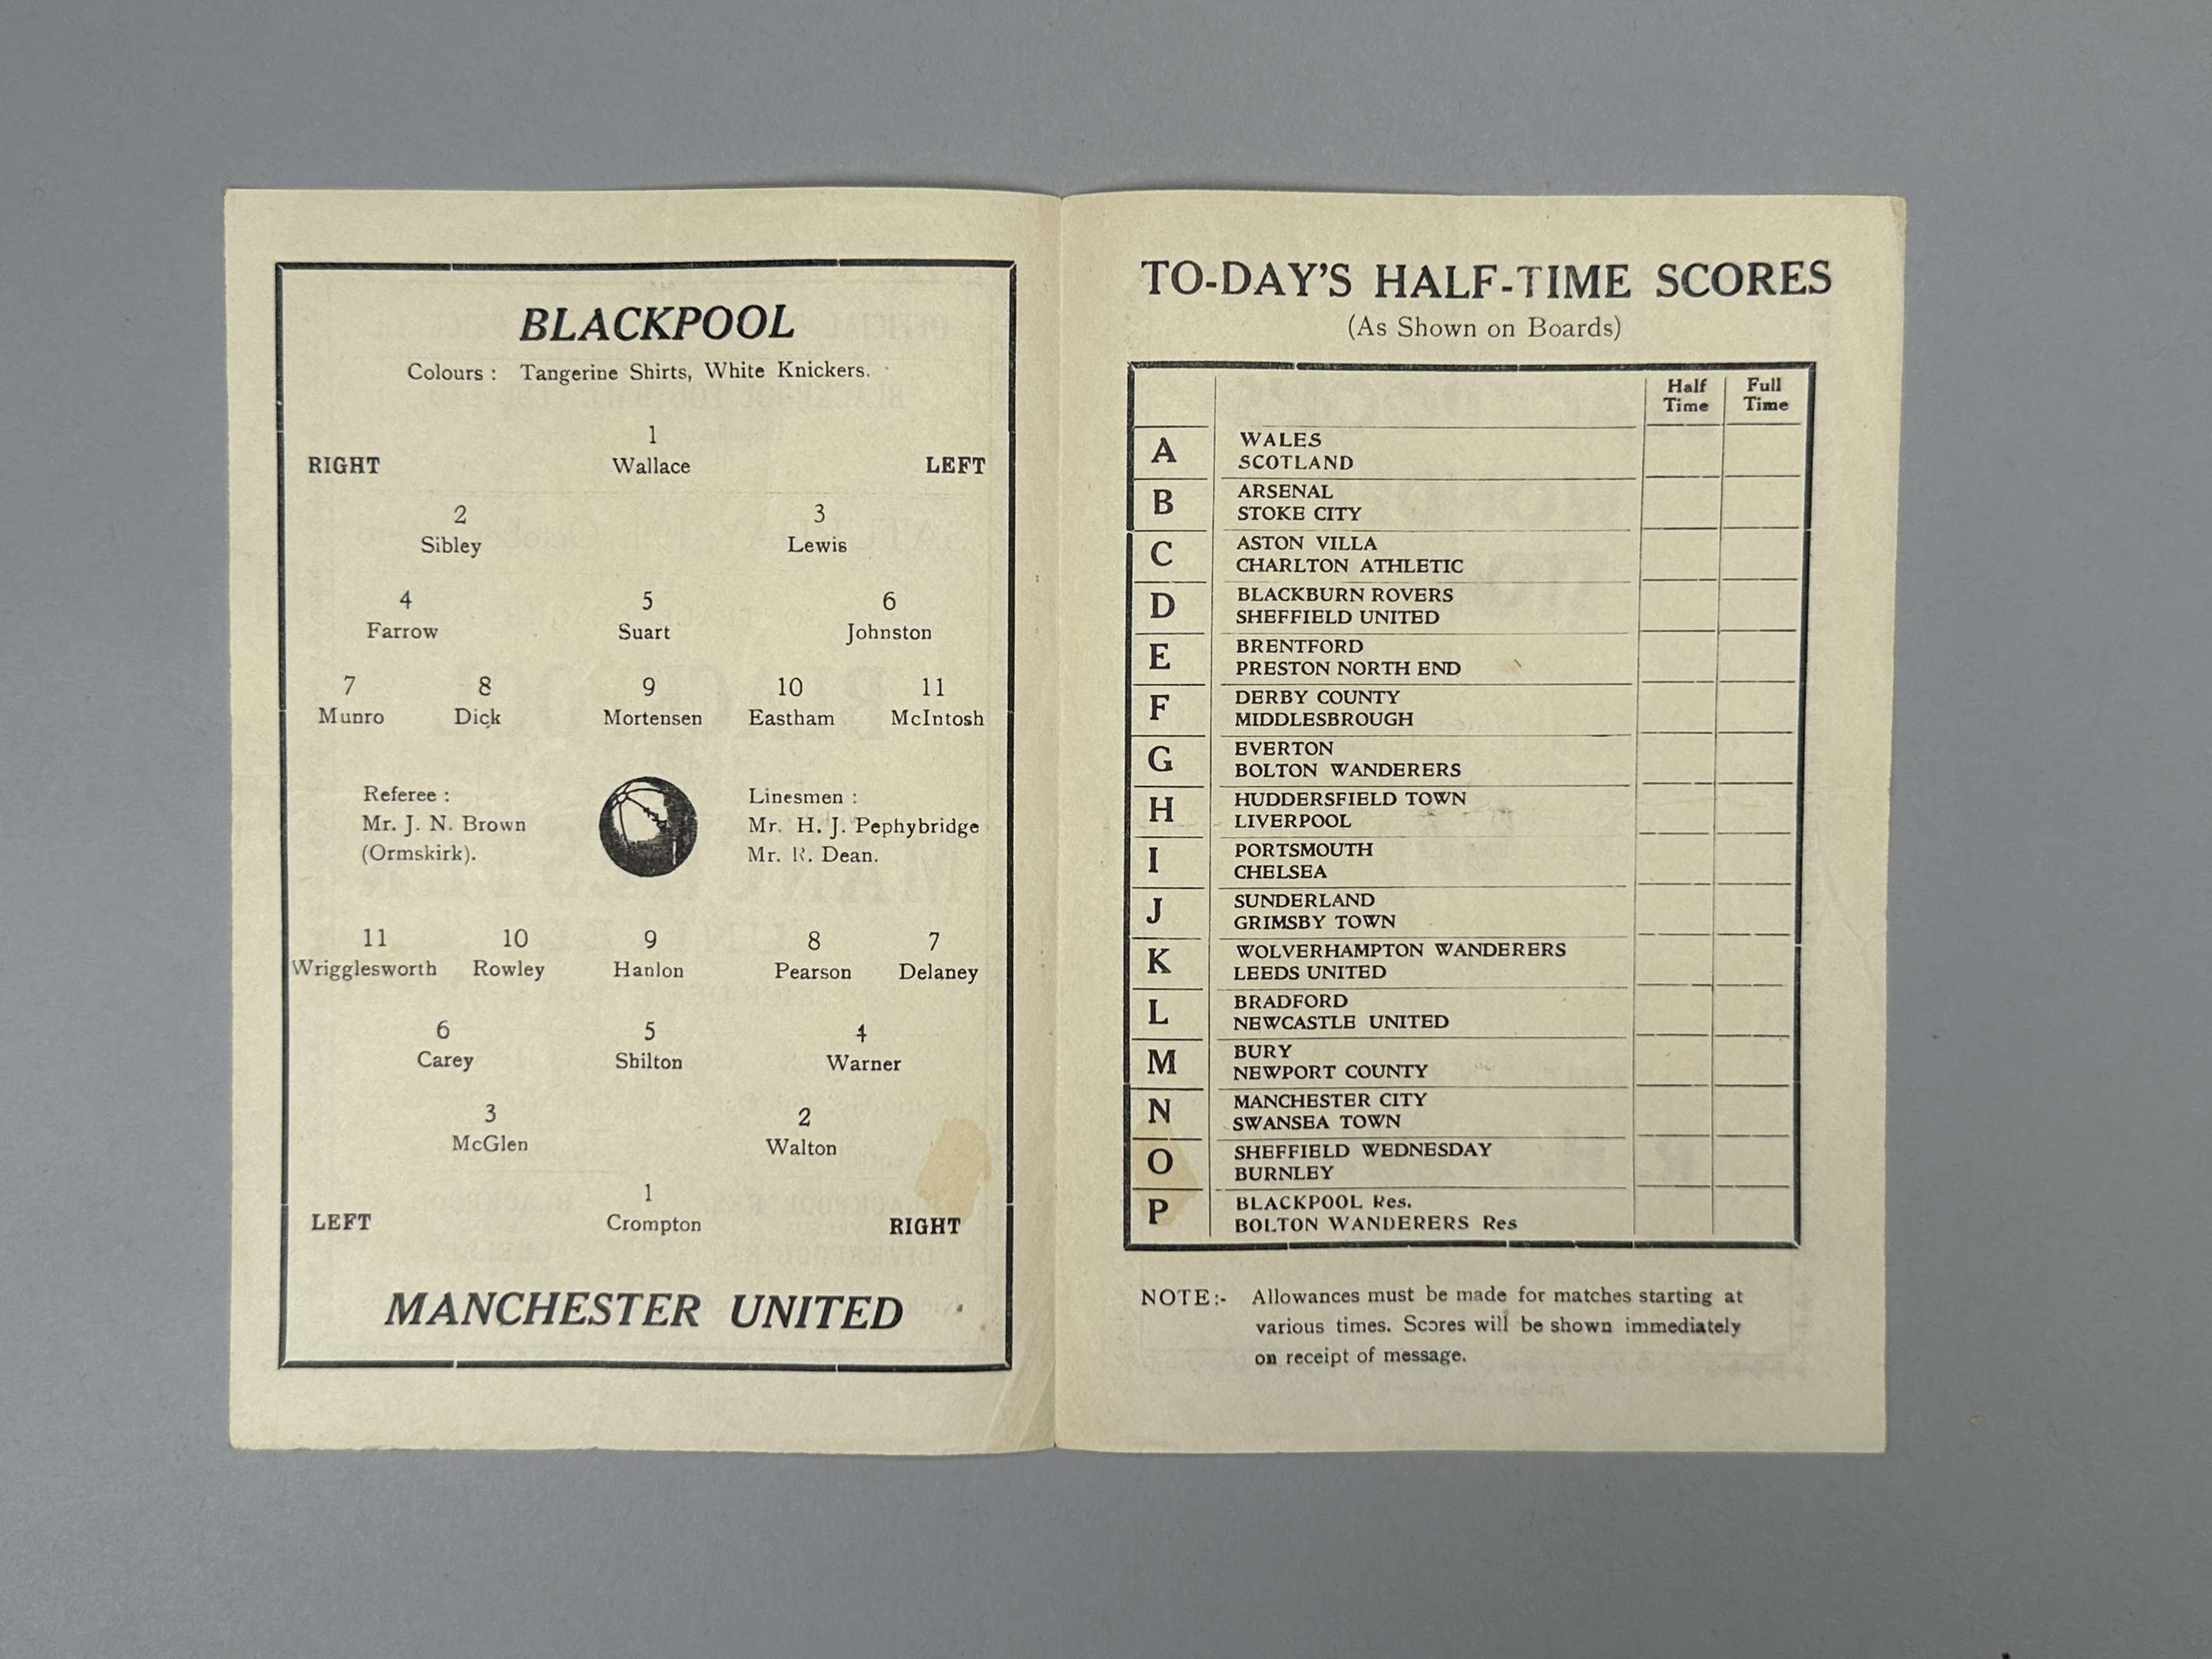 BLACKPOOL
Colours : Tangerine Shirts, White Knickers.
1
RIGHT Wallace LEFT
2 3
Sibley Lewis
4 5 6
Farrow Suart Johnston
7 8 9 10 11
Munro Dick Mortensen Eastham McIntosh
Referee : Linesmen :
Mr. J. N. Brown Mr. H. J. Pephybridge
(Ormskirk). Mr. R. Dean.
11 10 9 8 7
Wrigglesworth Rowley Hanlon Pearson Delaney
6 5 4
Carey Shilton Warner
3 2
McGlen Walton
1
LEFT Crompton RIGHT
MANCHESTER UNITED
TO-DAY'S HALF-TIME SCORES
(As Shown on Boards)
Half Time Full Time
A WALES
SCOTLAND
B ARSENAL
STOKE CITY
C ASTON VILLA
CHARLTON ATHLETIC
D BLACKBURN ROVERS
SHEFFIELD UNITED
E BRENTFORD
PRESTON NORTH END
F DERBY COUNTY
MIDDLESBROUGH
G EVERTON
BOLTON WANDERERS
H HUDDERSFIELD TOWN
LIVERPOOL
I PORTSMOUTH
CHELSEA
J SUNDERLAND
GRIMSBY TOWN
K WOLVERHAMPTON WANDERERS
LEEDS UNITED
L BRADFORD
NEWCASTLE UNITED
M BURY
NEWPORT COUNTY
N MANCHESTER CITY
SWANSEA TOWN
O SHEFFIELD WEDNESDAY
BURNLEY
P BLACKPOOL Res.
BOLTON WANDERERS Res
NOTE:- Allowances must be made for matches starting at
various times. Scores will be shown immediately
on receipt of message.